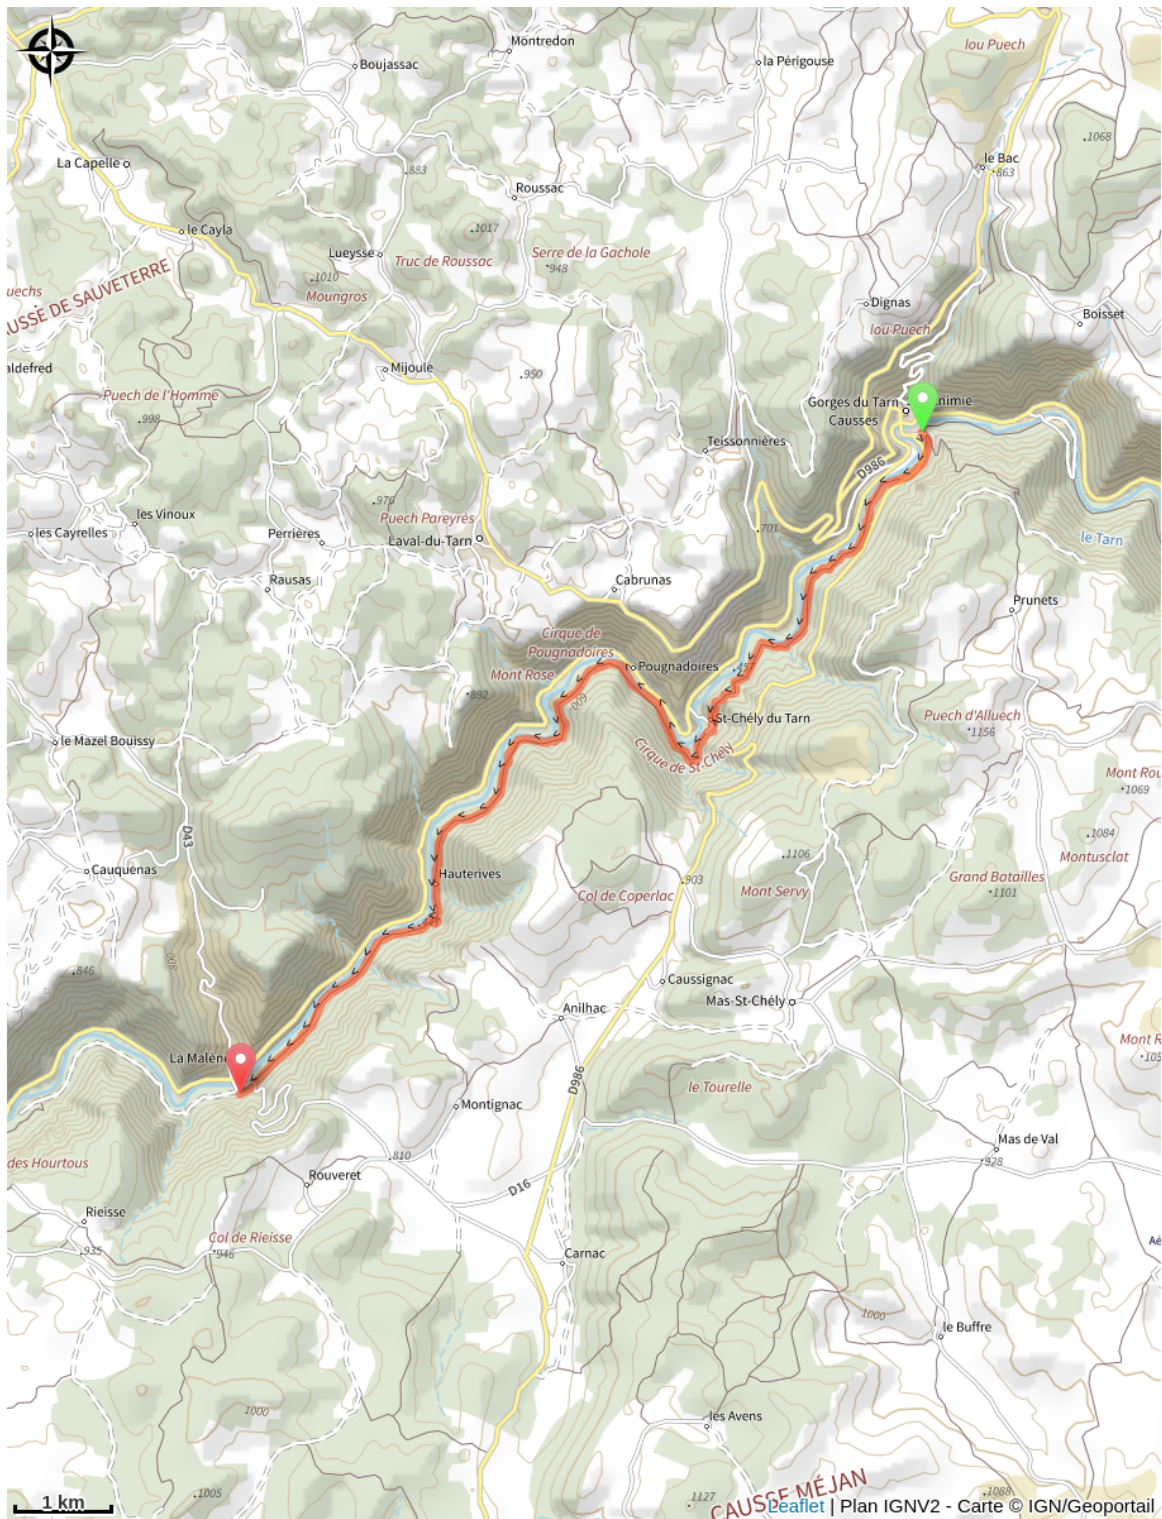 Montredon
lou Puech
Boujassac
la Périgouse
1068
le Bac
863
La Capelle
883
Roussac
le Cayla
1017
Lueysse
Truc de Roussac
Serre de la Gachole
948
1010
Moungros
uechs
AUSSE DE SAUVETERRE
Dignas
Boisset
lou Puech
aldefred
Mijoule
950
Puech de l'Homme
998
Gorges du Tarn
Causses
nimie
Teissonnières
D986
976
Puech Pareyrès
les Vinoux
701
les Cayrelles
Perrières
Laval-du-Tarn
le Tarn
Rausas
Cabrunas
Prunets
Cirque de
Pougnadoires
Pougnadoires
Mont Rose
457
892
600
St-Chély du Tarn
Puech d'Alluech
1156
le Mazel Bouissy
Cirque de St-Chély
Mont Rou
1069
D43
1084
Montusclat
1106
Cauquenas
Hauterives
903
Grand Batailles
1101
Col de Coperlac
Mont Servy
800
846
Caussignac
Mas-St-Chély
Anilhac
La Malène
Mont R
105
D986
le Tourelle
Montignac
Mas de Val
928
des Hourtous
810
Rouveret
D16
Rieisse
935
Col de Rieisse
946
Carnac
Aé
1000
le Buffre
1000
les Avens
1005
1127
1088
CAUSSE MÉJAN
1 km
Leaflet | Plan IGNV2 - Carte © IGN/Geoportail